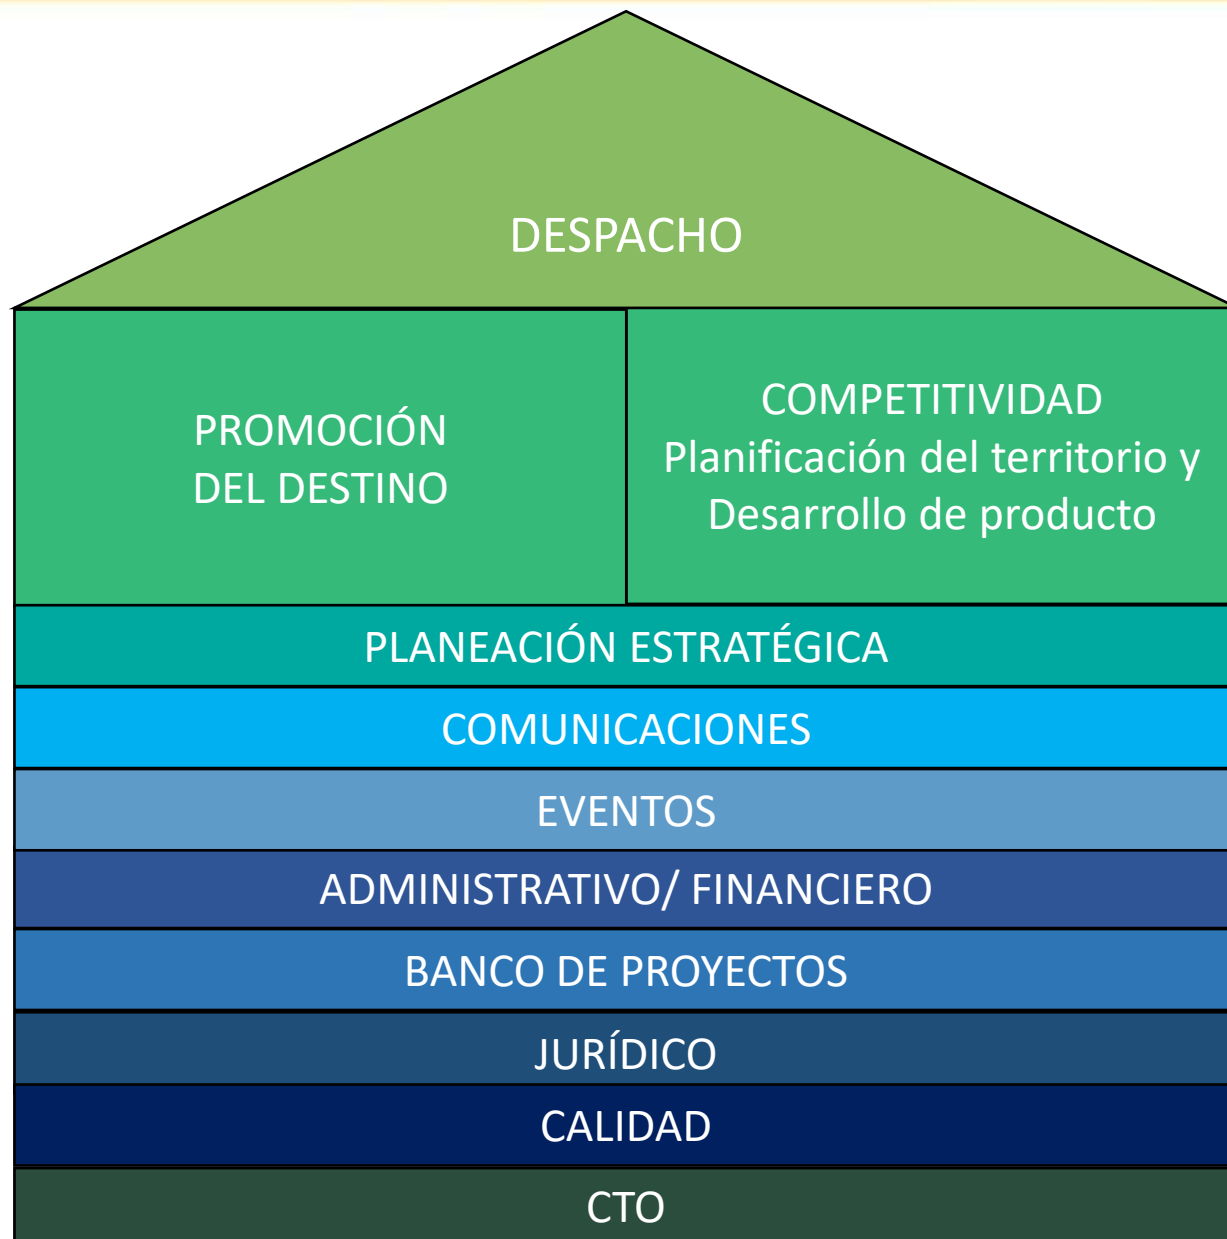 DESPACHO
PROMOCIÓN
DEL DESTINO
COMPETITIVIDAD
Planificación del territorio y
Desarrollo de producto
PLANEACIÓN ESTRATÉGICA
COMUNICACIONES
EVENTOS
ADMINISTRATIVO/ FINANCIERO
BANCO DE PROYECTOS
JURÍDICO
CALIDAD
CTO